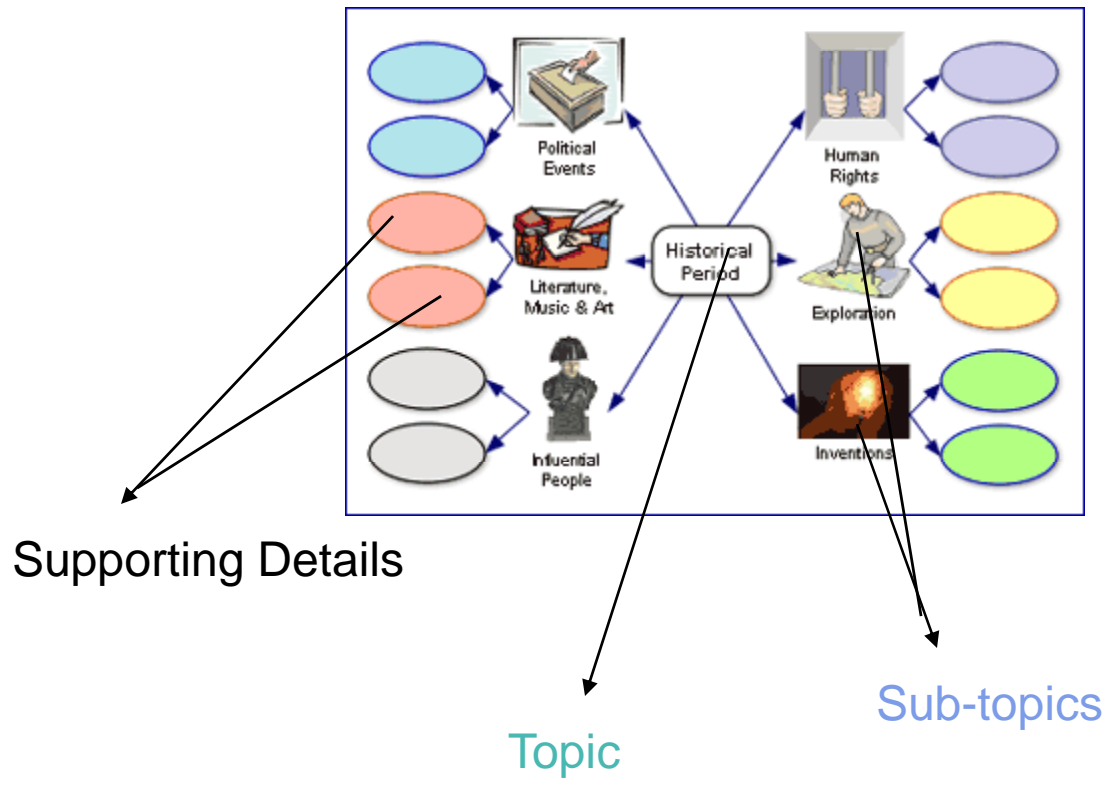 Political
Events
Human
Rights
Historical
Period
Literature,
Music & Art
Exploration
Influential
People
Inventions
Supporting Details
Sub-topics
Topic